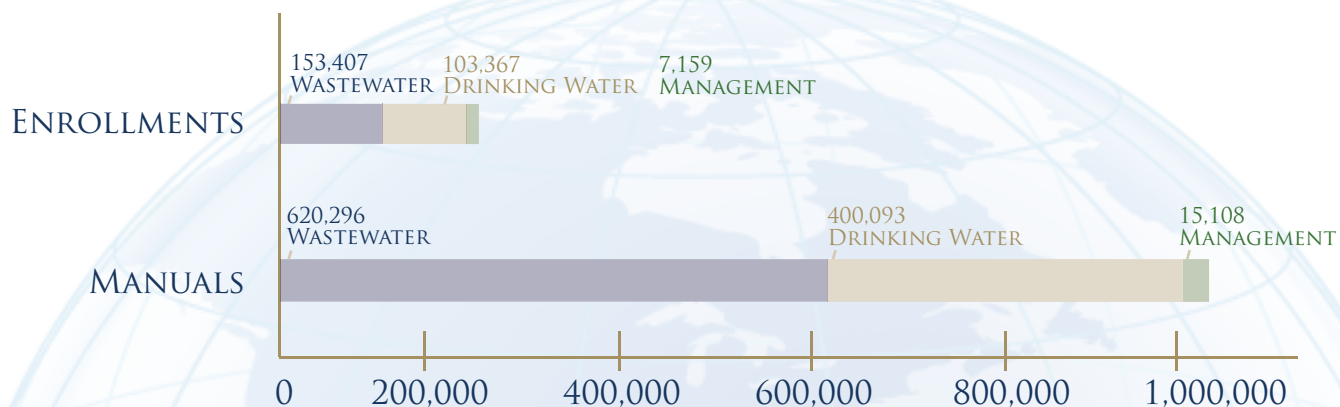 153,407
Wastewater
103,367
Drinking Water
7,159
Management
Enrollments
620,296
Wastewater
400,093
Drinking Water
15,108
Management
Manuals
0 200,000 400,000 600,000 800,000 1,000,000